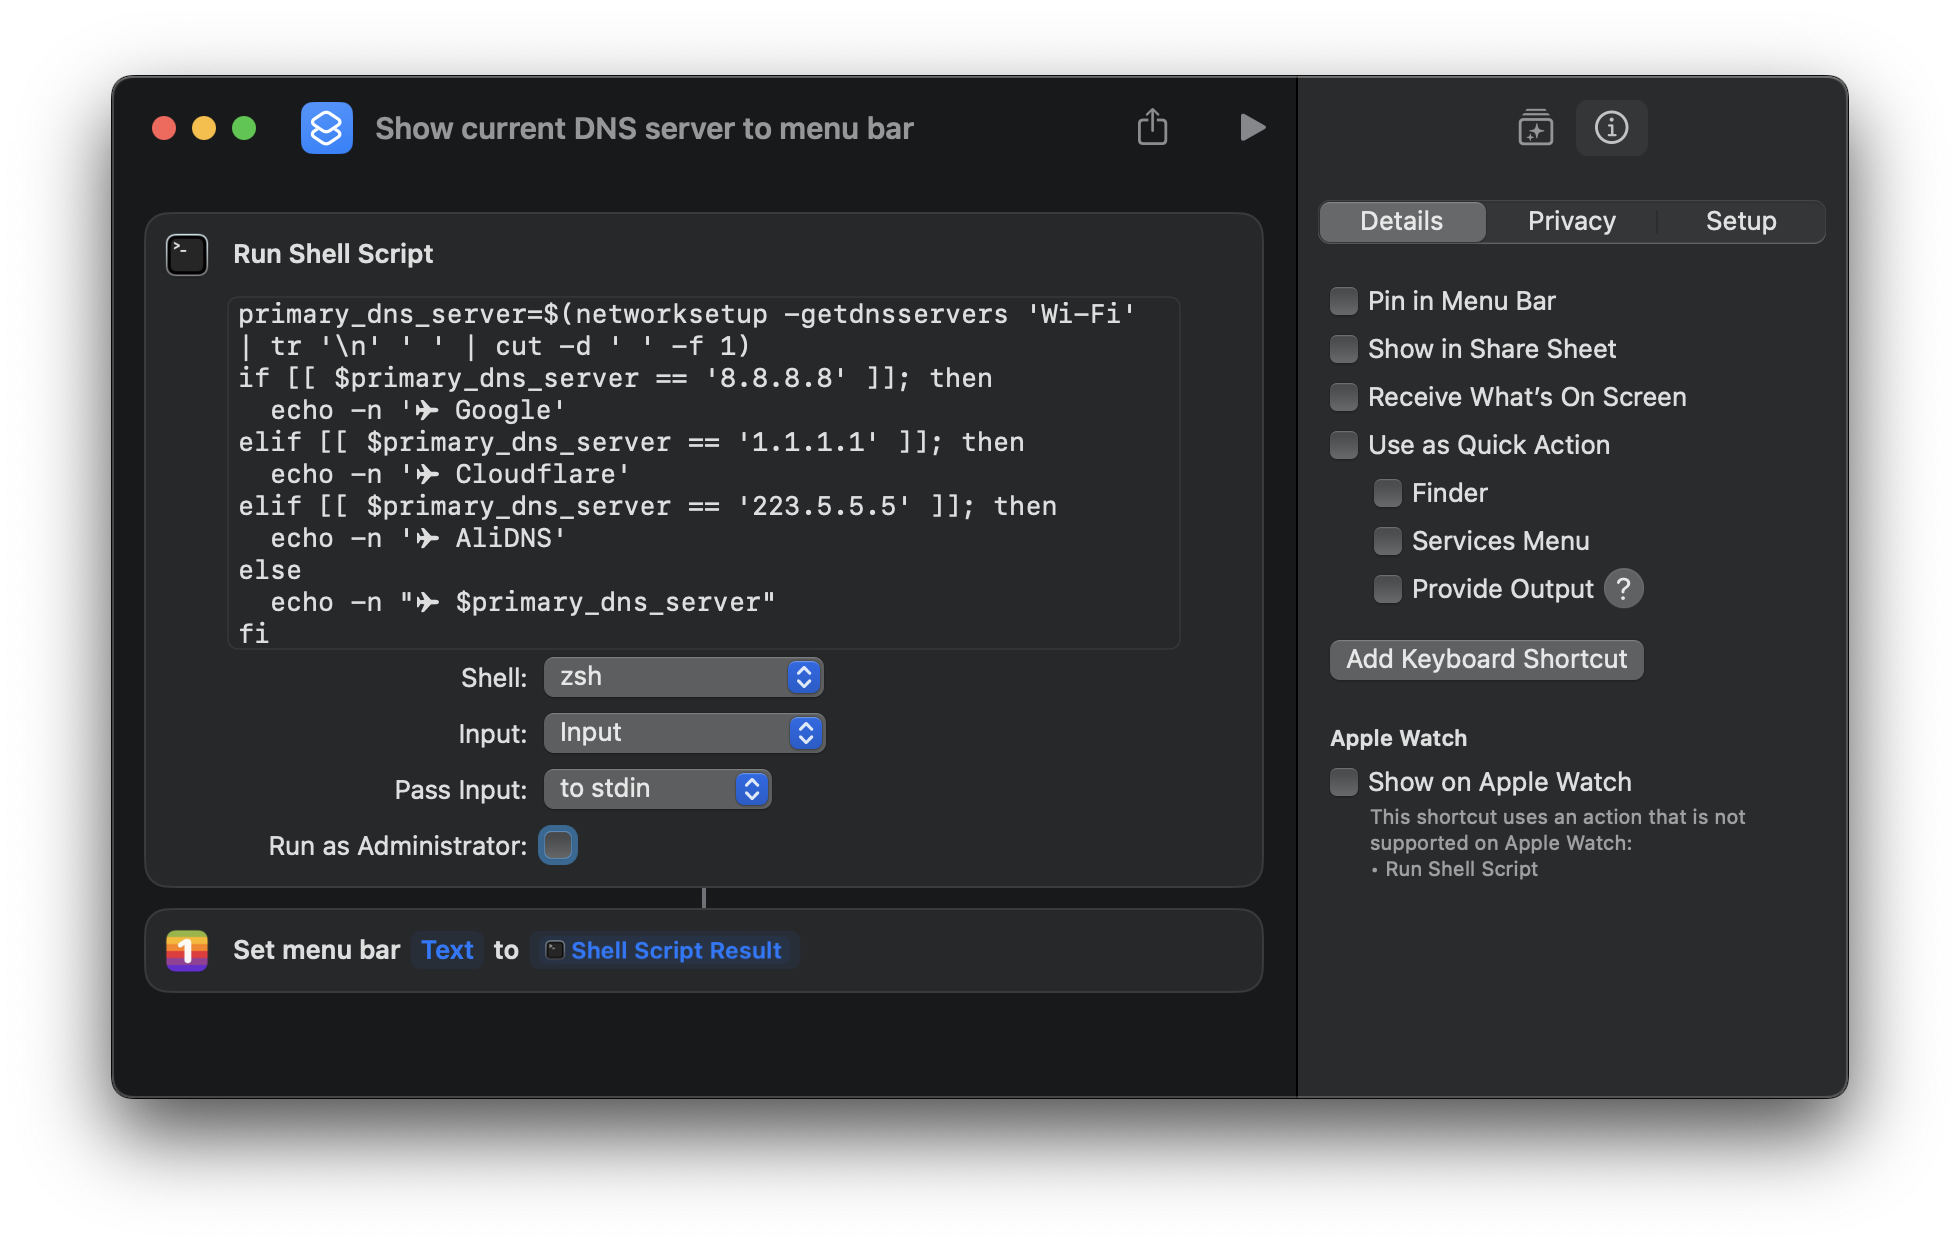 Show current DNS server to menu bar
Run Shell Script
primary_dns_server=$(networksetup -getdnsservers 'Wi-Fi'
| tr '\n' ' ' | cut -d ' ' -f 1)
if [[ $primary_dns_server == '8.8.8.8' ]]; then
  echo -n '✈ Google'
elif [[ $primary_dns_server == '1.1.1.1' ]]; then
  echo -n '✈ Cloudflare'
elif [[ $primary_dns_server == '223.5.5.5' ]]; then
  echo -n '✈ AliDNS'
else
  echo -n "✈ $primary_dns_server"
fi
Shell: zsh
Input: Input
Pass Input: to stdin
Run as Administrator:
1 Set menu bar Text to Shell Script Result
Details Privacy Setup
Pin in Menu Bar
Show in Share Sheet
Receive What’s On Screen
Use as Quick Action
Finder
Services Menu
Provide Output ?
Add Keyboard Shortcut
Apple Watch
Show on Apple Watch
This shortcut uses an action that is not
supported on Apple Watch:
• Run Shell Script